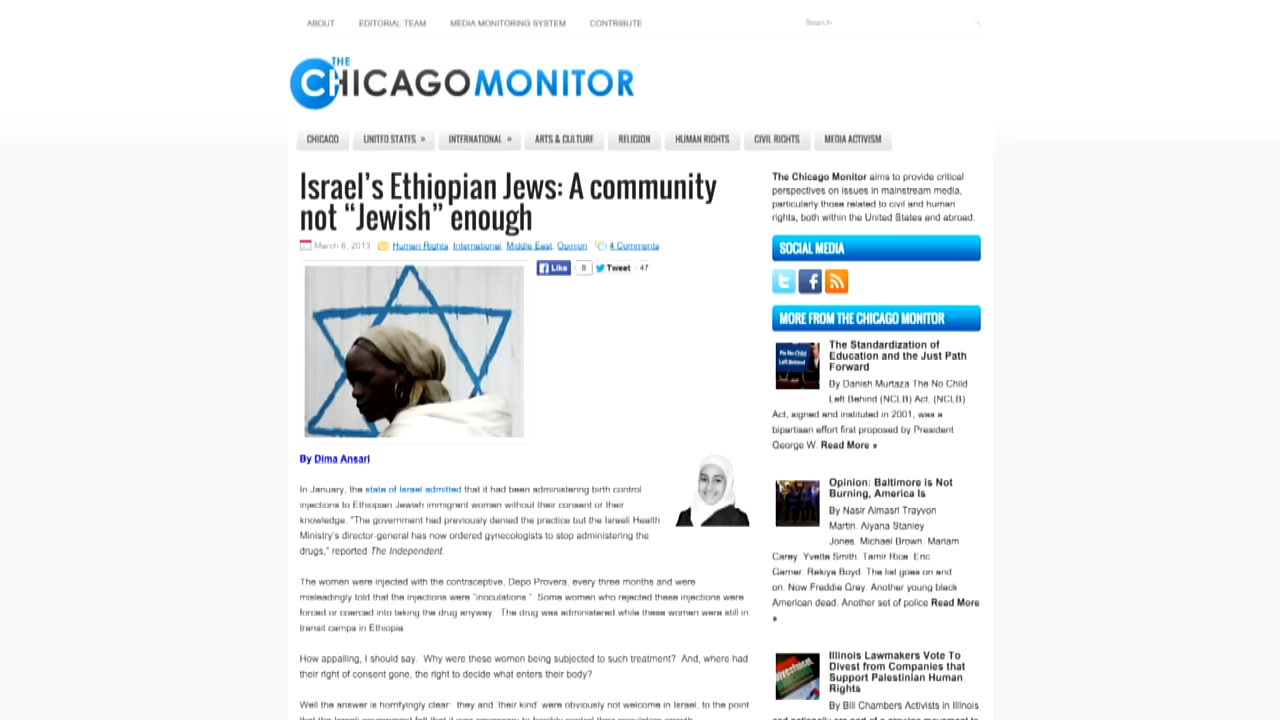 ABOUT EDITORIAL TEAM MEDIA MONITORING SYSTEM CONTRIBUTE Search
THE
CHICAGOMONITOR
CHICAGO UNITED STATES » INTERNATIONAL » ARTS & CULTURE RELIGION HUMAN RIGHTS CIVIL RIGHTS MEDIA ACTIVISM
Israel's Ethiopian Jews: A community
not “Jewish” enough
March 6, 2013 Human Rights, International, Middle East, Opinion 4 Comments
Like 8 Tweet 47
By Dima Ansari
In January, the state of Israel admitted that it had been administering birth control
injections to Ethiopian Jewish immigrant women without their consent or their
knowledge. “The government had previously denied the practice but the Israeli Health
Ministry's director-general has now ordered gynecologists to stop administering the
drugs,” reported The Independent.
The women were injected with the contraceptive, Depo Provera, every three months and were
misleadingly told that the injections were “inoculations.” Some women who rejected these injections were
forced or coerced into taking the drug anyway. The drug was administered while these women were still in
transit camps in Ethiopia.
How appalling, I should say. Why were these women being subjected to such treatment? And, where had
their right of consent gone, the right to decide what enters their body?
Well the answer is horrifyingly clear: they and 'their kind' were obviously not welcome in Israel, to the point
The Chicago Monitor aims to provide critical
perspectives on issues in mainstream media,
particularly those related to civil and human
rights, both within the United States and abroad.
SOCIAL MEDIA
MORE FROM THE CHICAGO MONITOR
The Standardization of
Education and the Just Path
Forward
By Danish Murtaza The No Child
Left Behind (NCLB) Act, (NCLB)
Act, signed and instituted in 2001, was a
bipartisan effort first proposed by President
George W. Read More »
Opinion: Baltimore is Not
Burning, America Is
By Nasir Almasri Trayvon
Martin. Aiyana Stanley
Jones. Michael Brown. Mariam
Carey. Yvette Smith. Tamir Rice. Eric
Garner. Rekiya Boyd. The list goes on and
on. Now Freddie Gray. Another young black
American dead. Another set of police Read More
»
Illinois Lawmakers Vote To
Divest from Companies that
Support Palestinian Human
Rights
By Bill Chambers Activists in Illinois